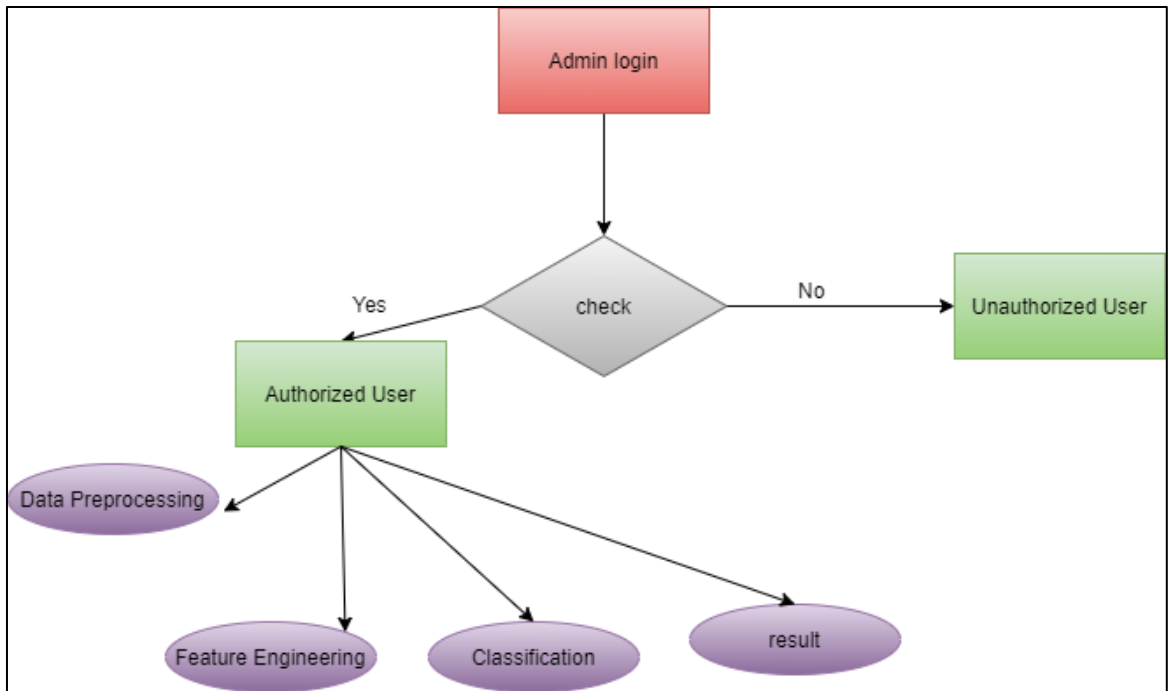 Admin login
check
Yes
No
Unauthorized User
Authorized User
Data Preprocessing
Feature Engineering
Classification
result